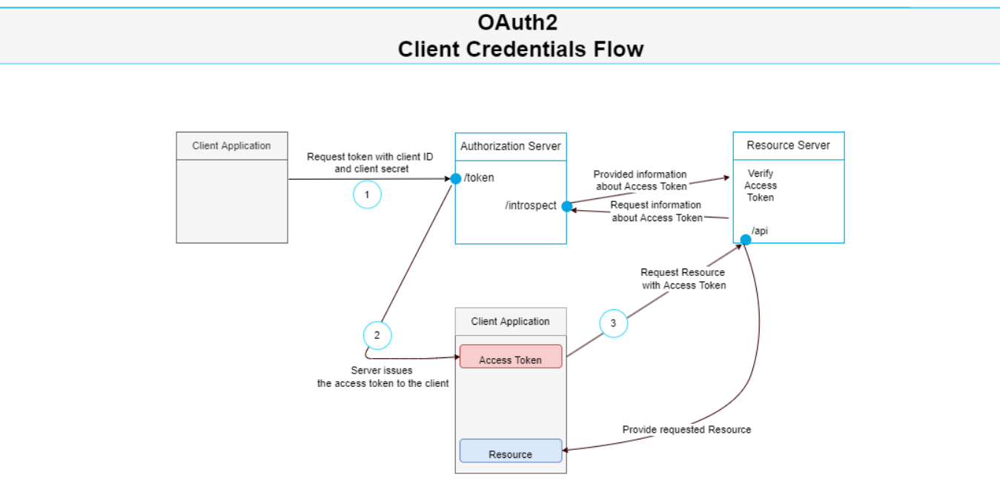 OAuth2
Client Credentials Flow
Client Application
Request token with client ID
and client secret
1
Authorization Server
/token
/introspect
Provided information
about Access Token
Request information
about Access Token
Resource Server
Verify
Access
Token
/api
Request Resource
with Access Token
3
2
Server issues
the access token to the client
Client Application
Access Token
Resource
Provide requested Resource